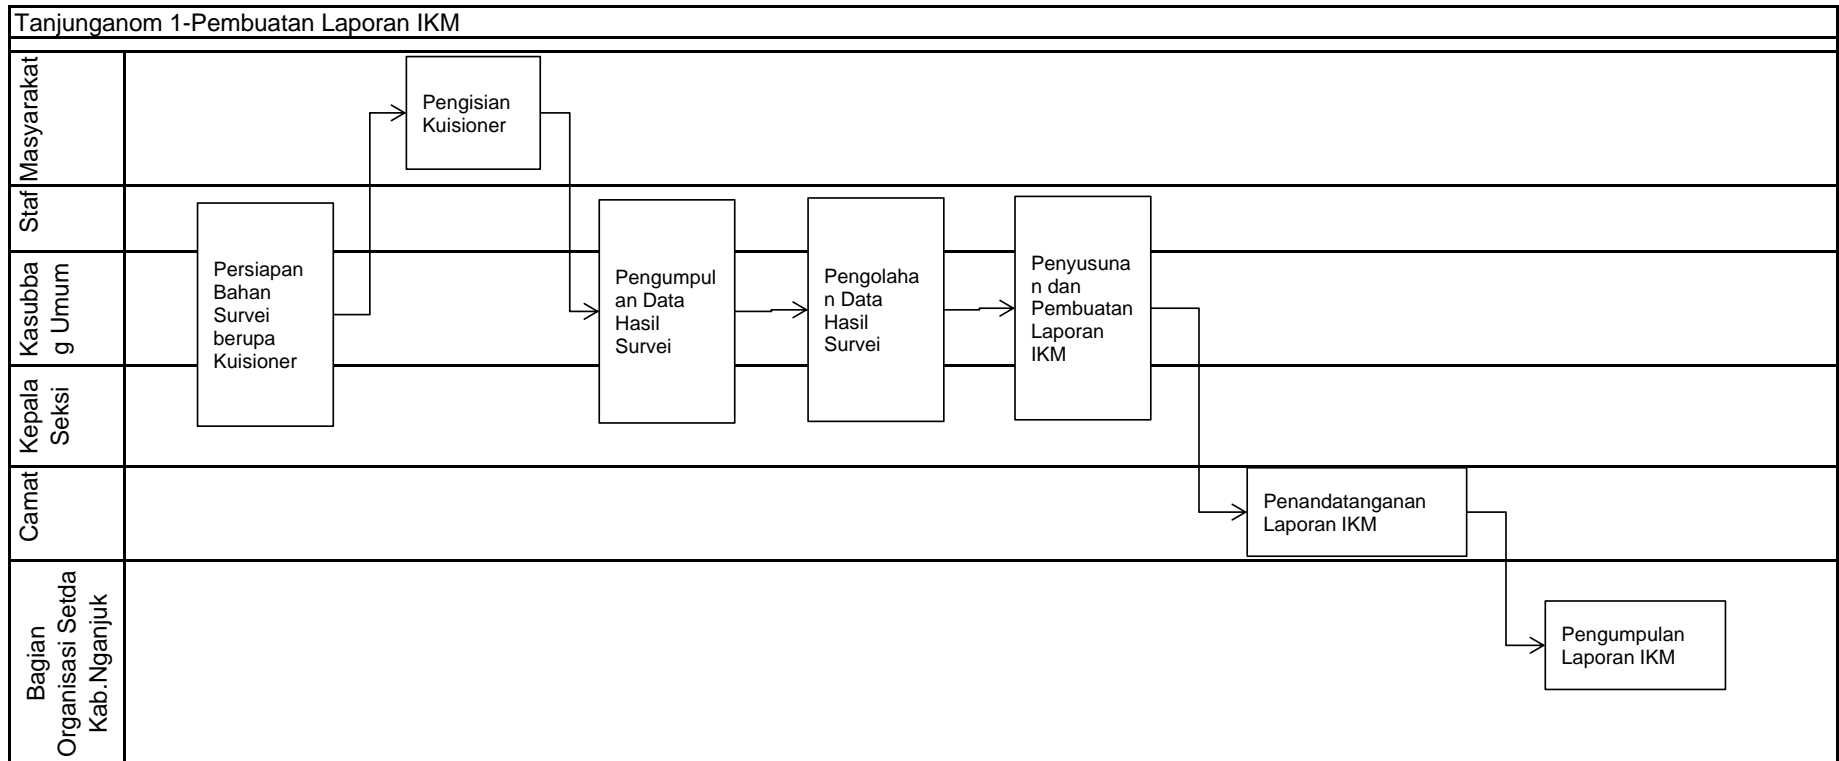 Tanjunganom 1-Pembuatan Laporan IKM
Masyarakat
Pengisian
Kuisioner
Staf
Kasubba
g Umum
Kepala
Seksi
Persiapan
Bahan
Survei
berupa
Kuisioner
Pengumpul
an Data
Hasil
Survei
Pengolaha
n Data
Hasil
Survei
Penyusuna
n dan
Pembuatan
Laporan
IKM
Camat
Penandatanganan
Laporan IKM
Bagian
Organisasi Setda
Kab.Nganjuk
Pengumpulan
Laporan IKM